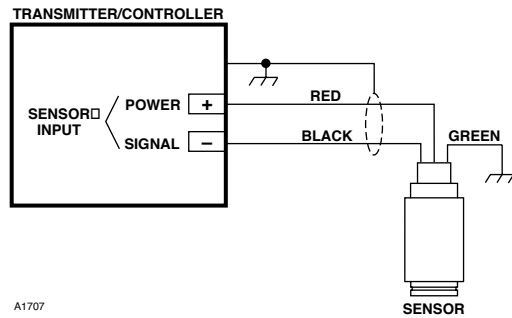 TRANSMITTER/CONTROLLER
SENSOR□
INPUT
POWER
+
SIGNAL
–
RED
BLACK
GREEN
A1707
SENSOR